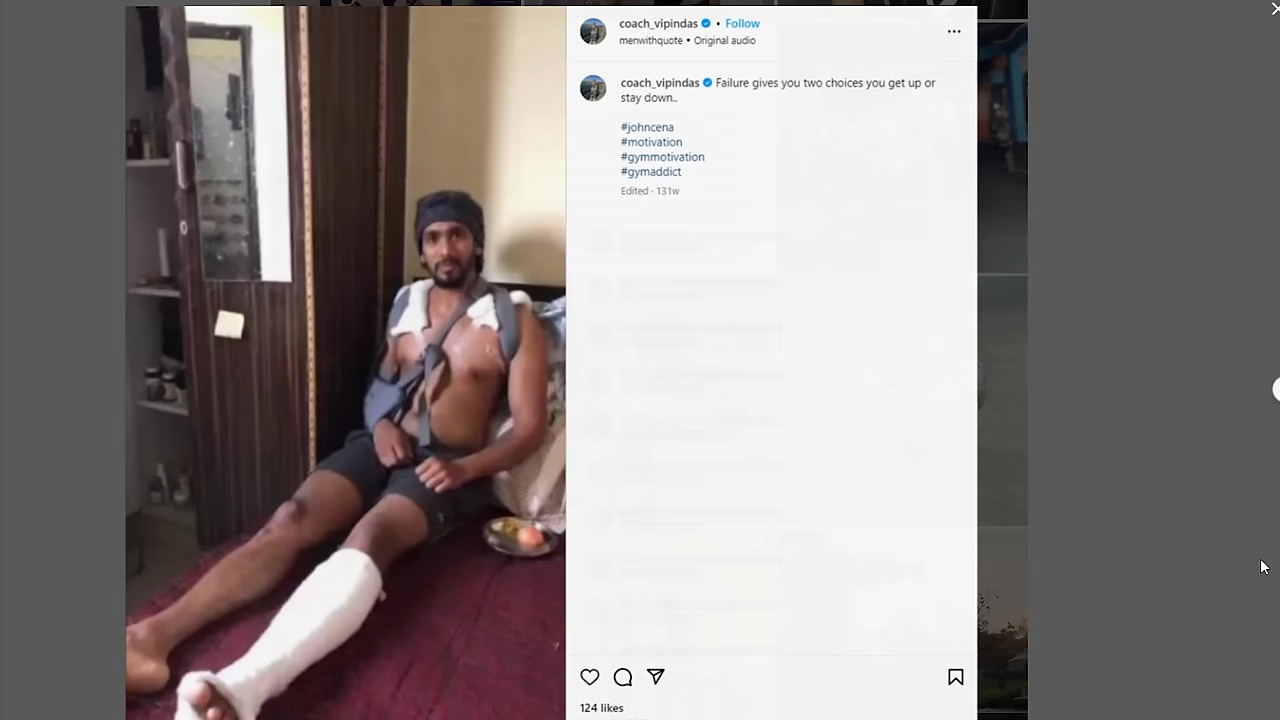 coach_vipindas • Follow
menwithquote • Original audio
coach_vipindas Failure gives you two choices you get up or
stay down..
#johncena
#motivation
#gymmotivation
#gymaddict
Edited · 131w
124 likes